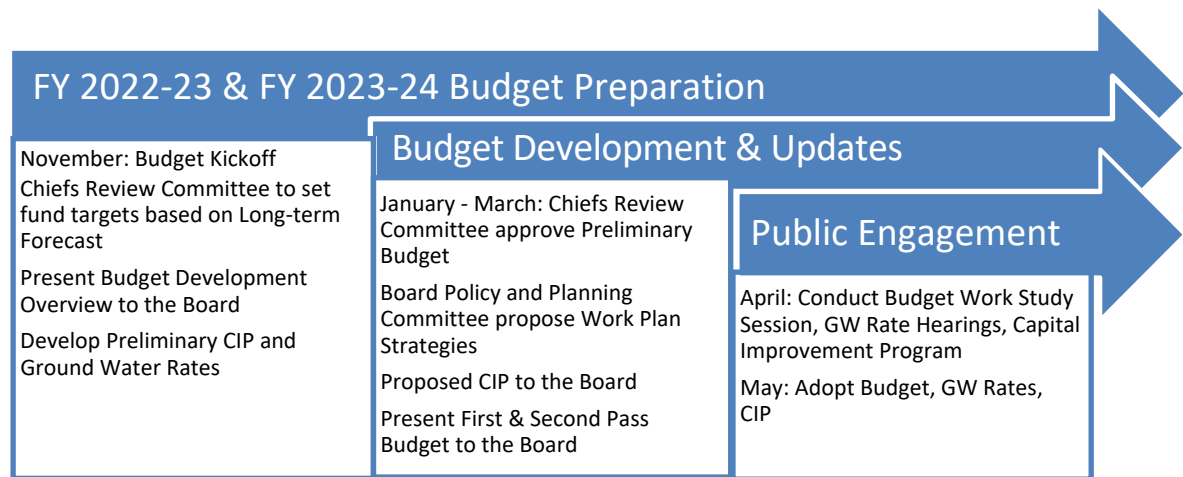 FY 2022-23 & FY 2023-24 Budget Preparation
November: Budget Kickoff
Chiefs Review Committee to set
fund targets based on Long-term
Forecast
Present Budget Development
Overview to the Board
Develop Preliminary CIP and
Ground Water Rates
Budget Development & Updates
January - March: Chiefs Review
Committee approve Preliminary
Budget
Board Policy and Planning
Committee propose Work Plan
Strategies
Proposed CIP to the Board
Present First & Second Pass
Budget to the Board
Public Engagement
April: Conduct Budget Work Study
Session, GW Rate Hearings, Capital
Improvement Program
May: Adopt Budget, GW Rates,
CIP